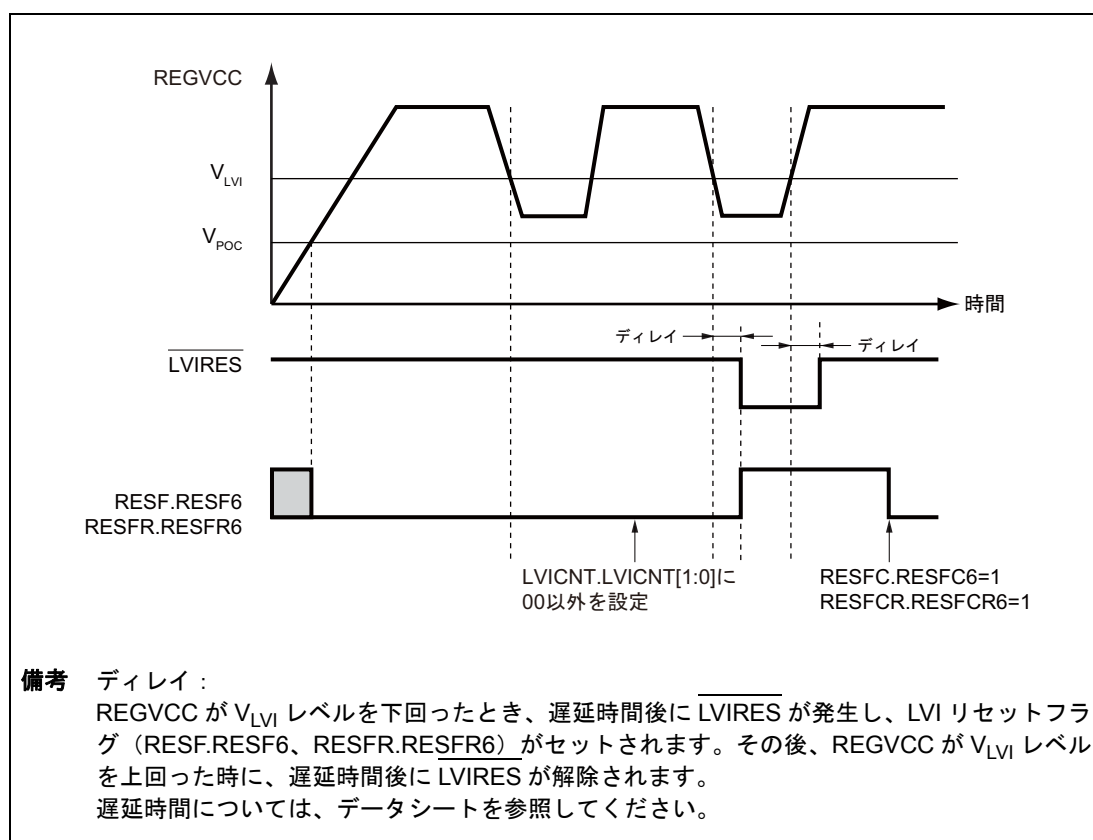 REGVCC
VLVI
VPOC
時間
ディレイ
ディレイ
LVIRES
RESF.RESF6
RESFR.RESFR6
LVICNT.LVICNT[1:0]に
00以外を設定
RESFC.RESFC6=1
RESFCR.RESFCR6=1
備考 ディレイ:
REGVCC が VLVI レベルを下回ったとき、遅延時間後に LVIRES が発生し、LVI リセットフラ
グ（RESF.RESF6、RESFR.RESFR6）がセットされます。その後、REGVCC が VLVI レベル
を上回った時に、遅延時間後に LVIRES が解除されます。
遅延時間については、データシートを参照してください。